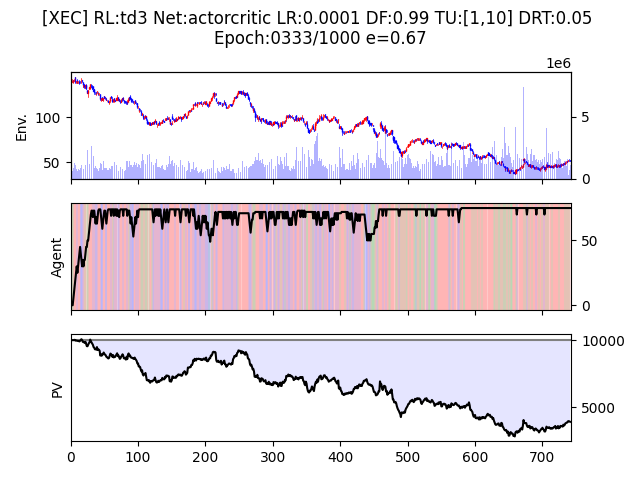 [XEC] RL:td3 Net:actorcritic LR:0.0001 DF:0.99 TU:[1,10] DRT:0.05
Epoch:0333/1000 e=0.67
1e6
Env.
100
50
5
0
Agent
50
0
PV
10000
5000
0 100 200 300 400 500 600 700